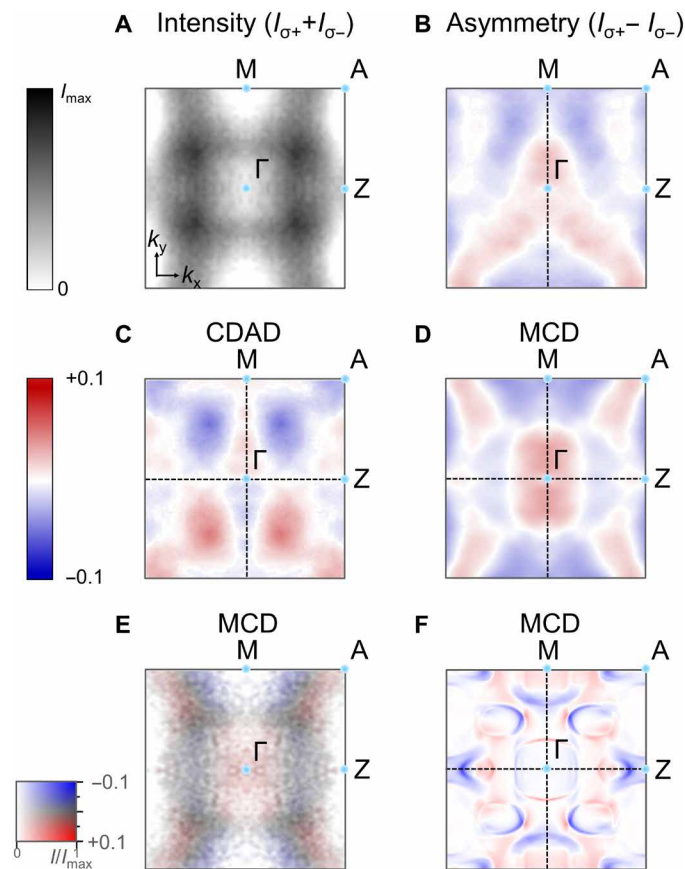 A Intensity (Iσ+ + Iσ−)
B Asymmetry (Iσ+ − Iσ−)
M
A
M
A
Imax
Γ
Γ
Z
Z
ky
kx
0
C CDAD
D MCD
M
A
M
A
+0.1
Γ
Γ
Z
Z
−0.1
E MCD
F MCD
M
A
M
A
Γ
Γ
Z
Z
−0.1
+0.1
0
1
I/Imax